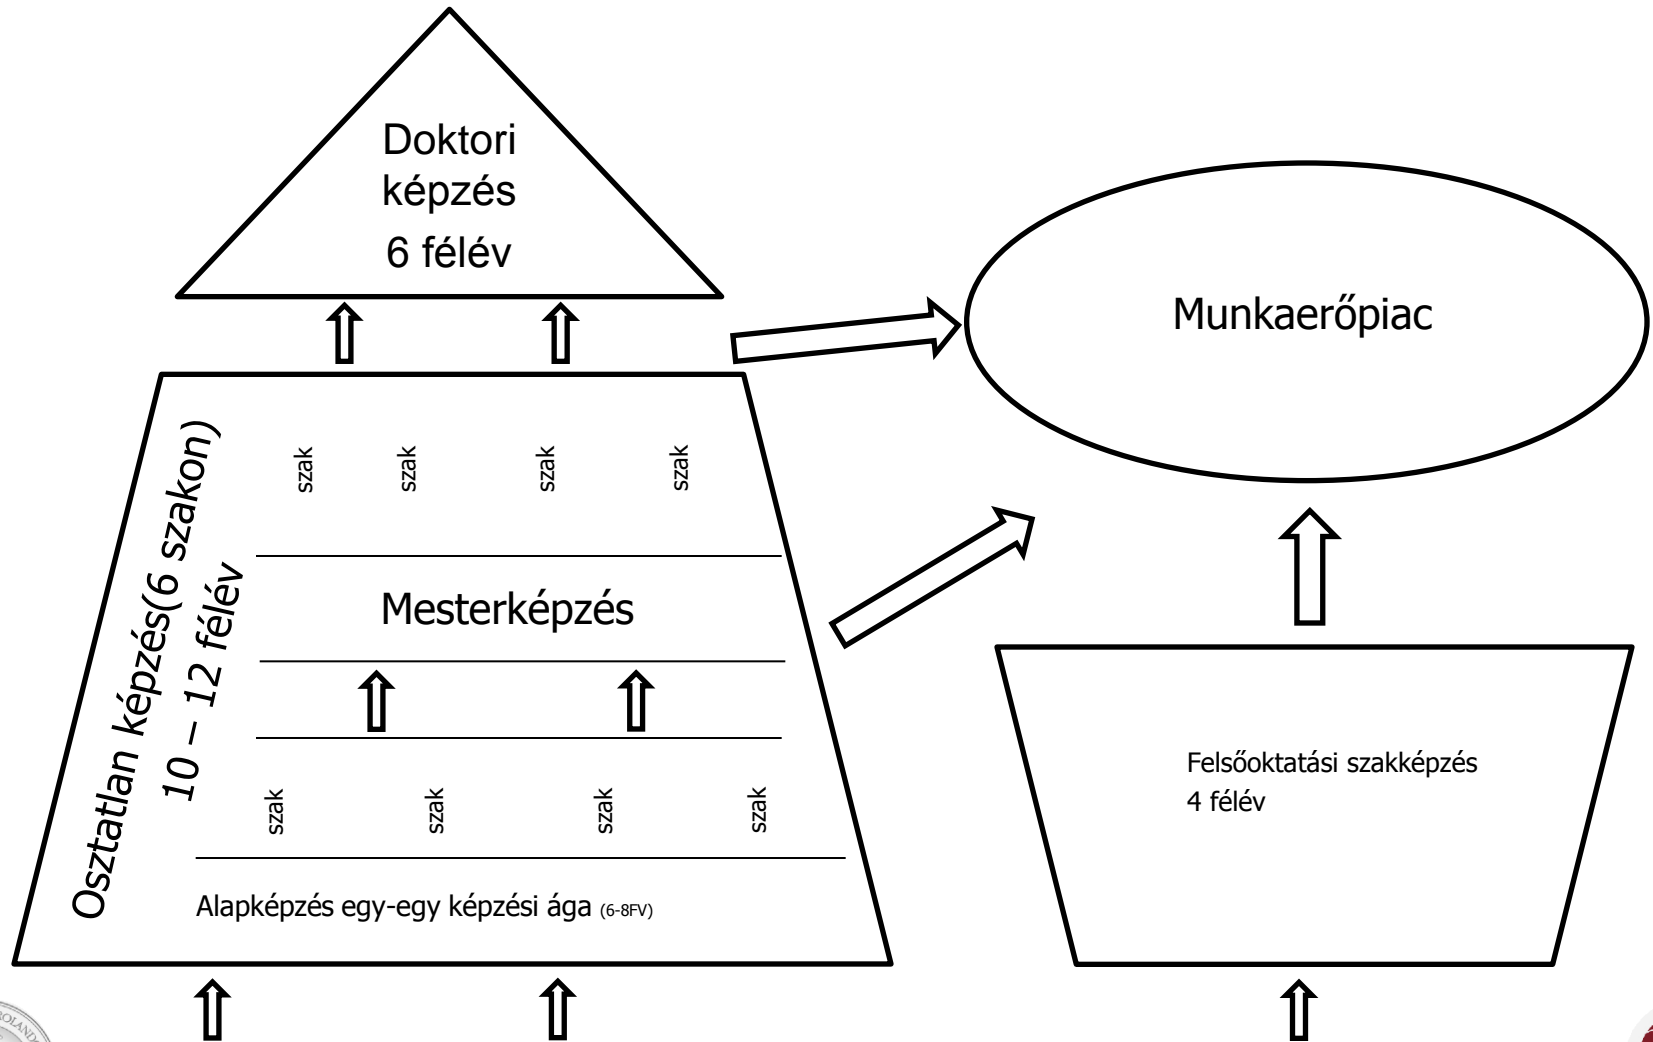 Doktori
képzés
6 félév
Munkaerőpiac
Osztatlan képzés(6 szakon)
10 – 12 félév
szak
szak
szak
szak
Mesterképzés
szak
szak
szak
szak
Alapképzés egy-egy képzési ága (6-8FV)
Felsőoktatási szakképzés
4 félév